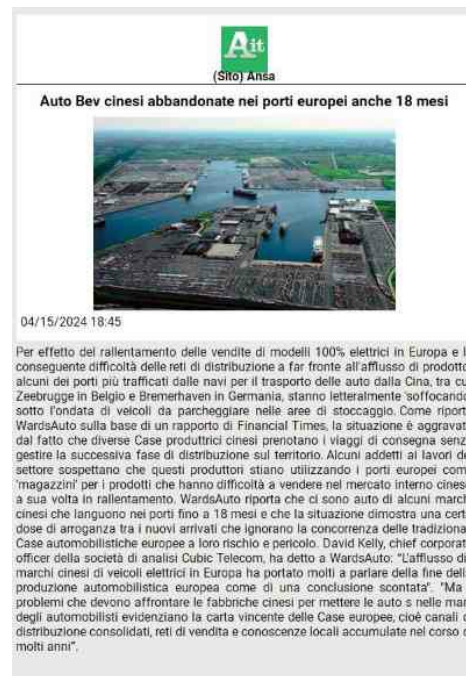 Ait
(Sito) Ansa
Auto Bev cinesi abbandonate nei porti europei anche 18 mesi
04/15/2024 18:45
Per effetto del rallentamento delle vendite di modelli 100% elettrici in Europa e l
conseguente difficoltà delle reti di distribuzione a far fronte all'afflusso di prodotto
alcuni dei porti più trafficati dalle navi per il trasporto delle auto dalla Cina, tra cu
Zeebrugge in Belgio e Bremerhaven in Germania, stanno letteralmente 'soffocando
sotto l'ondata di veicoli da parcheggiare nelle aree di stoccaggio. Come riport
WardsAuto sulla base di un rapporto di Financial Times, la situazione è aggravat
dal fatto che diverse Case produttrici cinesi prenotano i viaggi di consegna senz
gestire la successiva fase di distribuzione sul territorio. Alcuni addetti ai lavori de
settore sospettano che questi produttori stiano utilizzando i porti europei com
'magazzini' per i prodotti che hanno difficoltà a vendere nel mercato interno cinese
a sua volta in rallentamento. WardsAuto riporta che ci sono auto di alcuni march
cinesi che languono nei porti fino a 18 mesi e che la situazione dimostra una cert
dose di arroganza tra i nuovi arrivati che ignorano la concorrenza delle tradiziona
Case automobilistiche europee a loro rischio e pericolo. David Kelly, chief corporat
officer della società di analisi Cubic Telecom, ha detto a WardsAuto: "L'afflusso di
marchi cinesi di veicoli elettrici in Europa ha portato molti a parlare della fine dell
produzione automobilistica europea come di una conclusione scontata". "Ma
problemi che devono affrontare le fabbriche cinesi per mettere le auto s nelle man
degli automobilisti evidenziano la carta vincente delle Case europee, cioé canali d
distribuzione consolidati, reti di vendita e conoscenze locali accumulate nel corso d
molti anni".